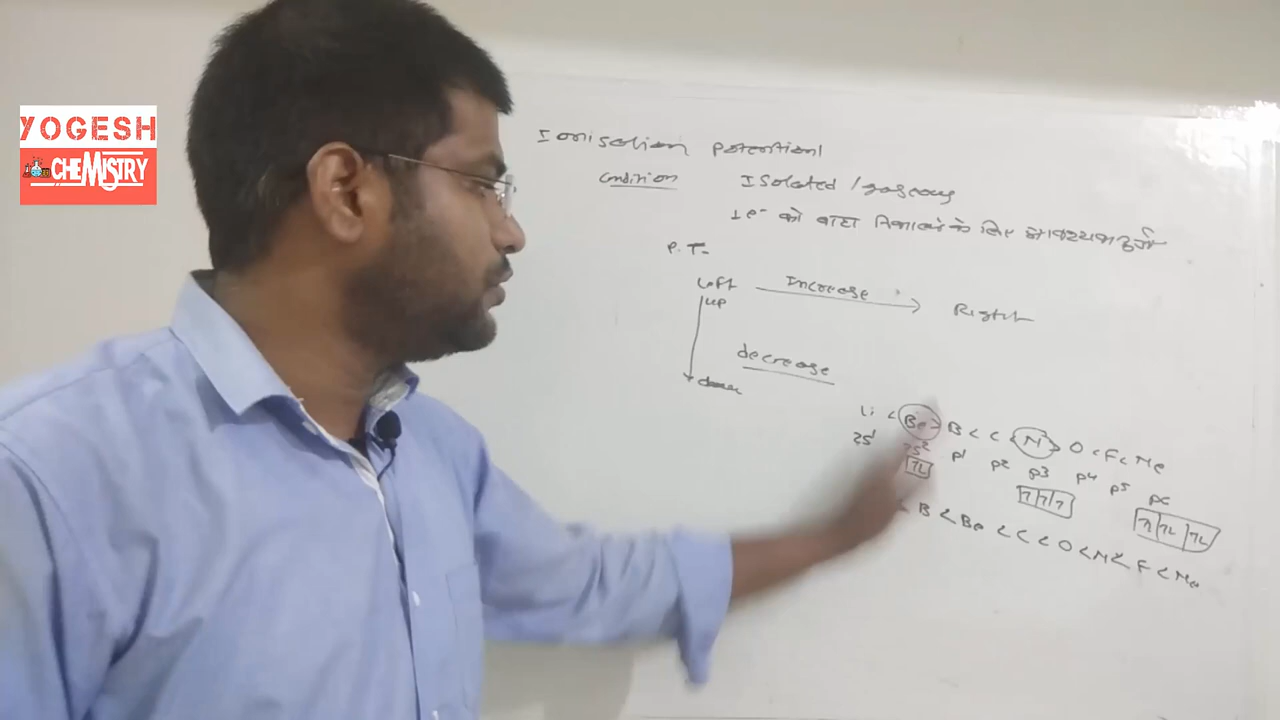 YOGESH
CHEMISTRY
Ionisation potential
Condition Isolated / gaseous
1e⁻ को बाहर निकालने के लिए आवश्यक ऊर्जा
P.T.
Left Increase Right
up
decrease
down
Li < Be > B < C < N > O < F < Ne
2s¹ 2s² p1 p2 p3 p4 p5 p6
< B < Be < C < O < N < F < Ne